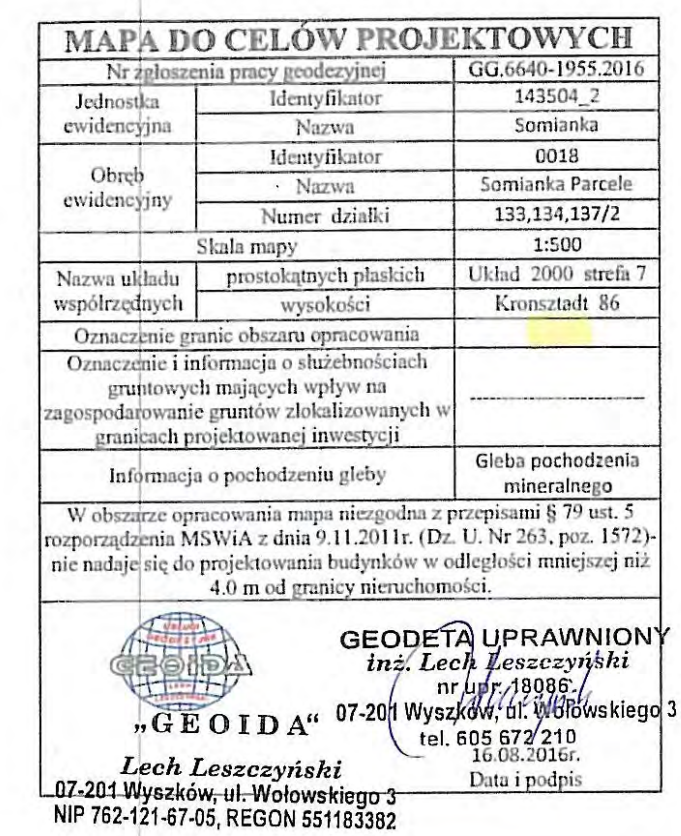 MAPA DO CELÓW PROJEKTOWYCH
Nr zgłoszenia pracy geodezyjnej GG.6640-1955.2016
Jednostka ewidencyjna Identyfikator 143504_2
Nazwa Somianka
Obręb ewidencyjny Identyfikator 0018
Nazwa Somianka Parcele
Numer działki 133,134,137/2
Skala mapy 1:500
Nazwa układu współrzędnych prostokątnych płaskich Układ 2000 strefa 7
wysokości Kronsztadt 86
Oznaczenie granic obszaru opracowania
Oznaczenie i informacja o służebnościach
gruntowych mających wpływ na
zagospodarowanie gruntów zlokalizowanych w
granicach projektowanej inwestycji
--------------------
Informacja o pochodzeniu gleby Gleba pochodzenia
mineralnego
W obszarze opracowania mapa niezgodna z przepisami § 79 ust. 5
rozporządzenia MSWiA z dnia 9.11.2011r. (Dz. U. Nr 263, poz. 1572)-
nie nadaje się do projektowania budynków w odległości mniejszej niż
4.0 m od granicy nieruchomości.
USŁUGI
GEODEZYJNE
GEOIDA
LECH
LESZCZYŃSKI
„GEOIDA“
Lech Leszczyński
07-201 Wyszków, ul. Wołowskiego 3
NIP 762-121-67-05, REGON 551183382
GEODETA UPRAWNIONY
inż. Lech Leszczyński
nr upr. 18086
07-201 Wyszków, ul. Wołowskiego 3
tel. 605 672 210
16.08.2016r.
Data i podpis